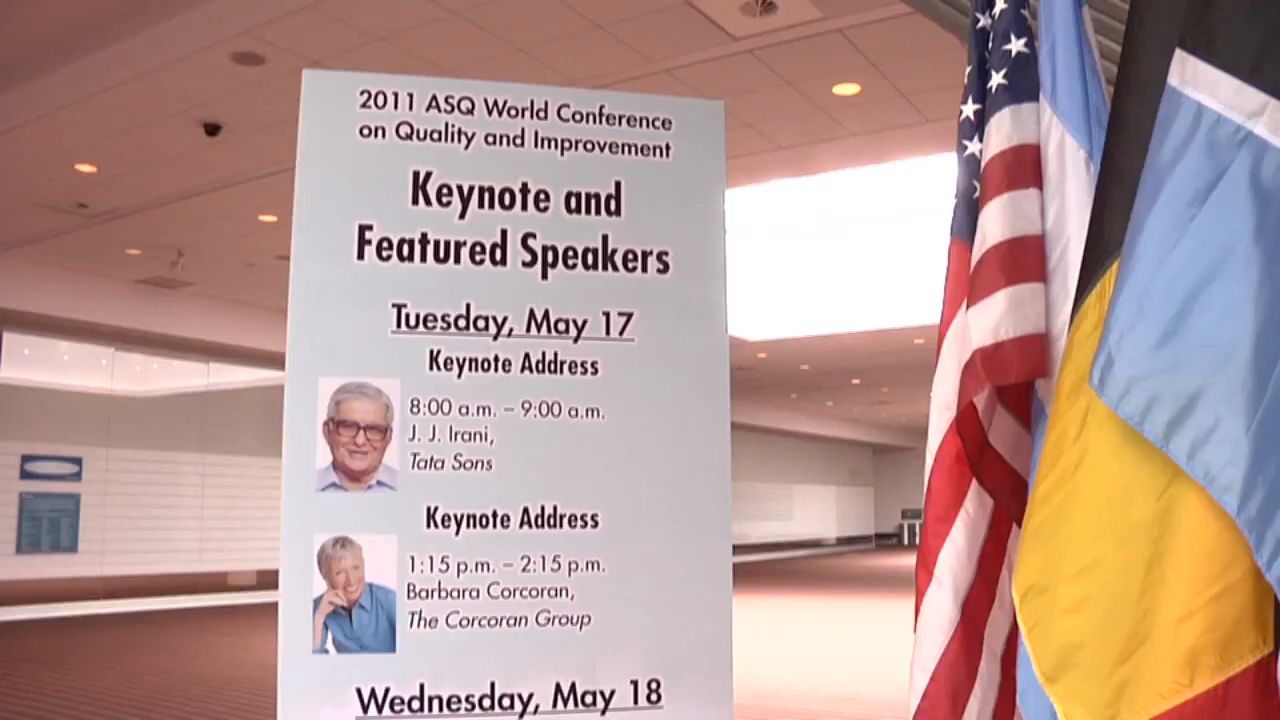 2011 ASQ World Conference
on Quality and Improvement
Keynote and
Featured Speakers
Tuesday, May 17
Keynote Address
8:00 a.m. – 9:00 a.m.
J. J. Irani,
Tata Sons
Keynote Address
1:15 p.m. – 2:15 p.m.
Barbara Corcoran,
The Corcoran Group
Wednesday, May 18